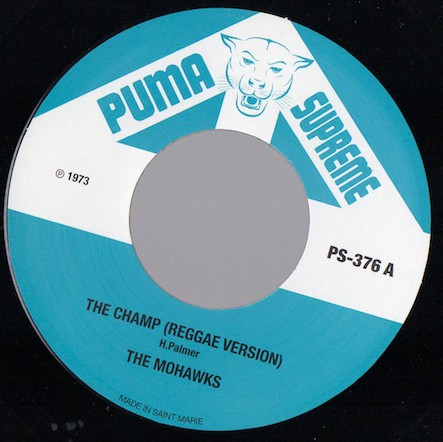 PUMA
SUPREME
℗ 1973
PS-376 A
THE CHAMP (REGGAE VERSION)
H.Palmer
THE MOHAWKS
MADE IN SAINT MARIE